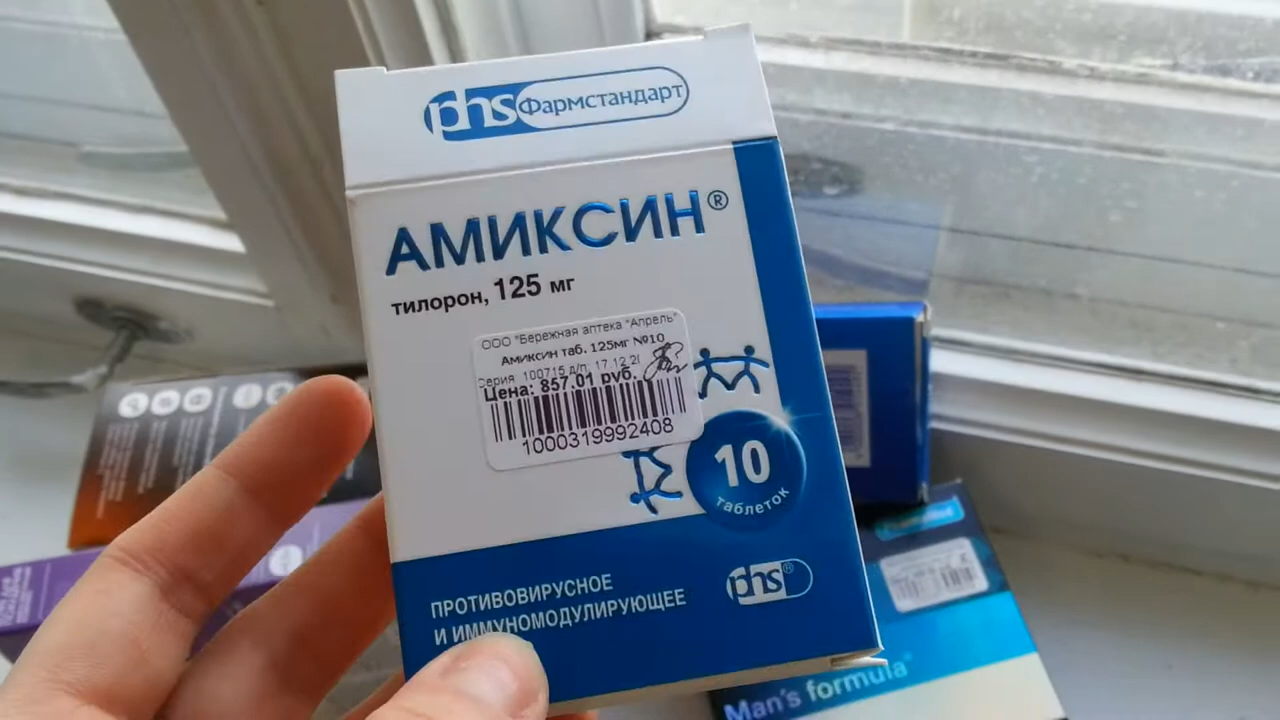 phs Фармстандарт
АМИКСИН®
тилорон, 125 мг
ООО "Бережная аптека "Апрель"
Амиксин таб. 125мг №10
Серия 100715 д/п, 17.12.20
Цена: 857.01 руб.
1000319992408
10
таблеток
phs®
ПРОТИВОВИРУСНОЕ
И ИММУНОМОДУЛИРУЮЩЕЕ
Man's formula